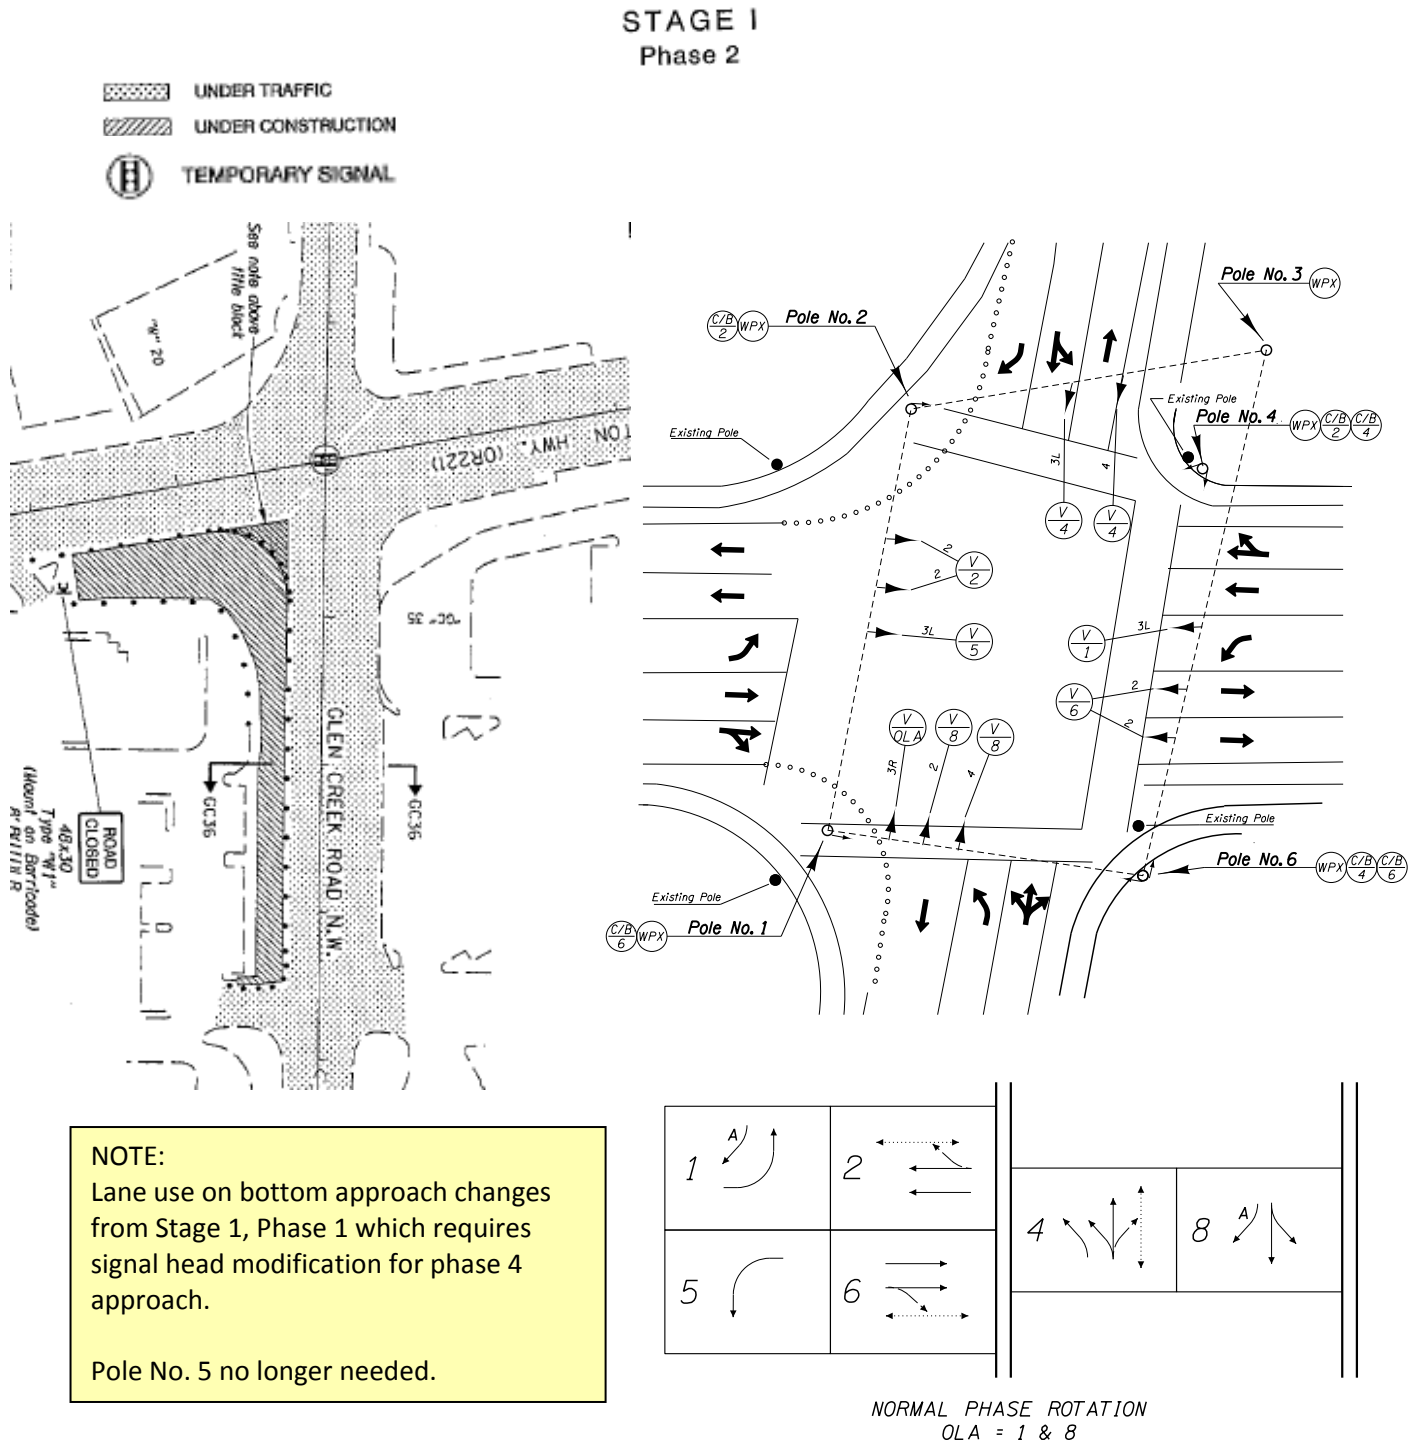 STAGE I
Phase 2
UNDER TRAFFIC
UNDER CONSTRUCTION
TEMPORARY SIGNAL
See note above
title block
"N" 20
TON HWY. (OR221)
"GC" 35
GLEN CREEK ROAD N.W.
GC36
GC36
ROAD
CLOSED
48x30
Type "W1"
(Mount on Barricade)
Pole No. 3
WPX
C/B
2
WPX
Pole No. 2
Existing Pole
Existing Pole
Pole No. 4
WPX
C/B
2
C/B
4
3L
4
V
4
V
4
2
2
V
2
3L
V
5
3L
V
1
2
2
V
6
V
OLA
V
8
V
8
3R
2
4
Existing Pole
Pole No. 6
WPX
C/B
4
C/B
6
Existing Pole
C/B
6
WPX
Pole No. 1
NOTE:
Lane use on bottom approach changes
from Stage 1, Phase 1 which requires
signal head modification for phase 4
approach.
Pole No. 5 no longer needed.
1
A
2
5
6
4
8
A
NORMAL PHASE ROTATION
OLA = 1 & 8